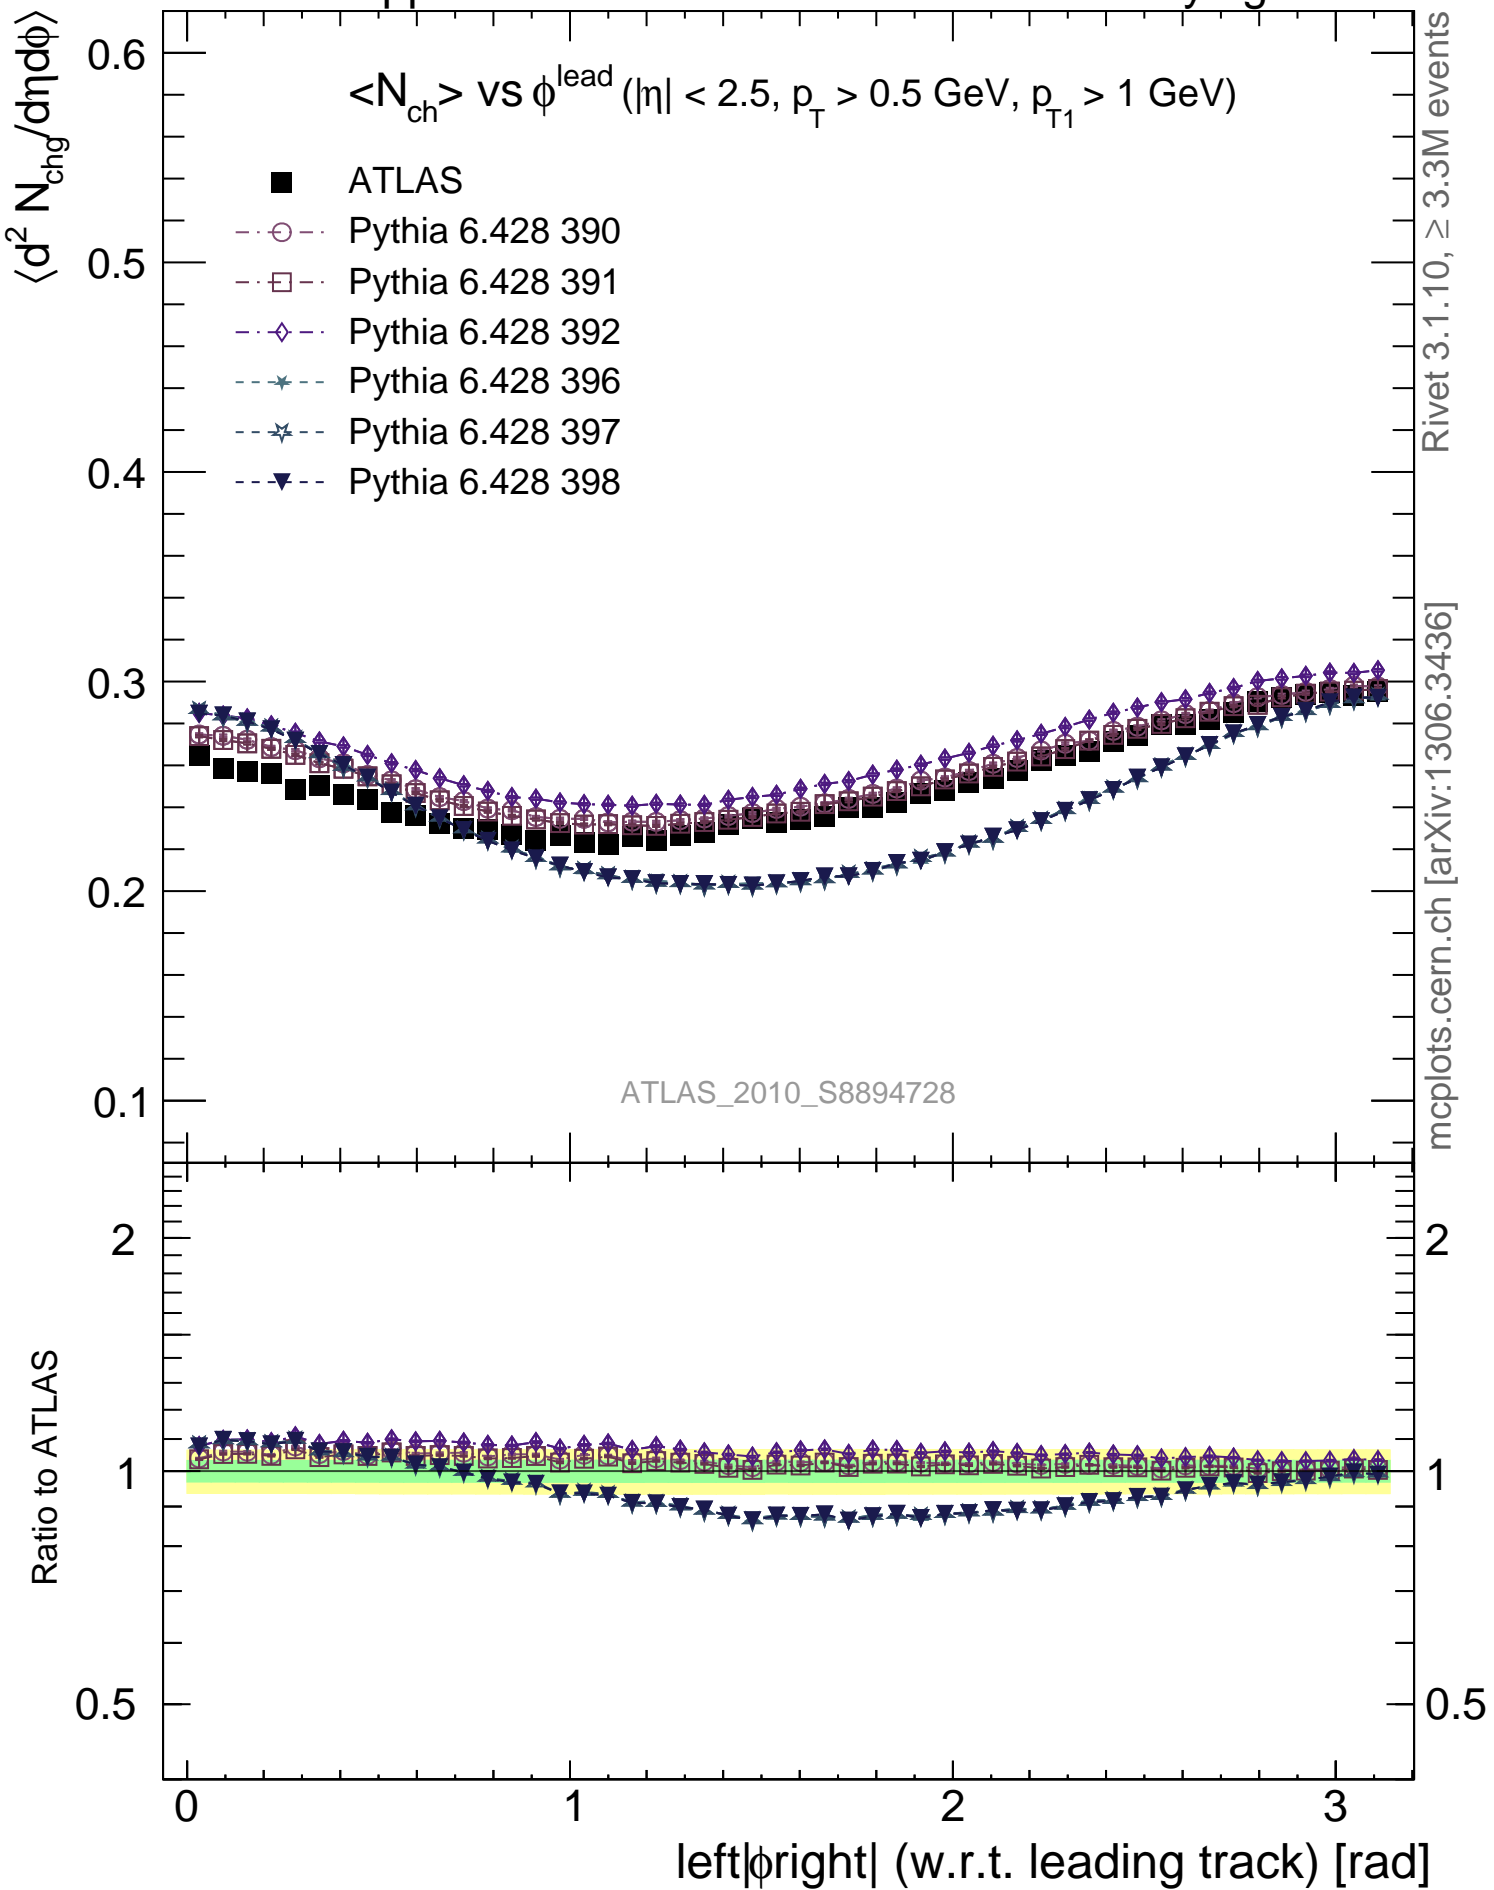 ⟨d² N_chg/dηdϕ⟩
<N_ch> vs ϕ^lead (|η| < 2.5, p_T > 0.5 GeV, p_T1 > 1 GeV)
ATLAS
Pythia 6.428 390
Pythia 6.428 391
Pythia 6.428 392
Pythia 6.428 396
Pythia 6.428 397
Pythia 6.428 398
0.6
0.5
0.4
0.3
0.2
0.1
ATLAS_2010_S8894728
Rivet 3.1.10, ≥ 3.3M events
mcplots.cern.ch [arXiv:1306.3436]
Ratio to ATLAS
2
1
0.5
2
1
0.5
0
1
2
3
left|ϕright| (w.r.t. leading track) [rad]